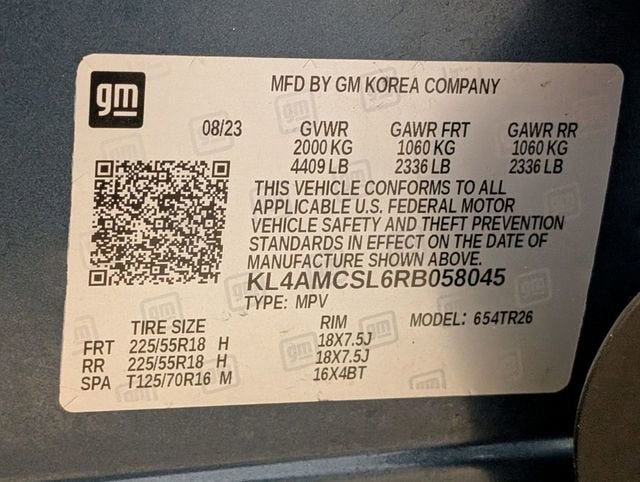 gm
MFD BY GM KOREA COMPANY
08/23 GVWR GAWR FRT GAWR RR
2000 KG 1060 KG 1060 KG
4409 LB 2336 LB 2336 LB
THIS VEHICLE CONFORMS TO ALL
APPLICABLE U.S. FEDERAL MOTOR
VEHICLE SAFETY AND THEFT PREVENTION
STANDARDS IN EFFECT ON THE DATE OF
MANUFACTURE SHOWN ABOVE.
KL4AMCSL6RB058045
TYPE: MPV
TIRE SIZE RIM MODEL: 654TR26
FRT 225/55R18 H 18X7.5J
RR 225/55R18 H 18X7.5J
SPA T125/70R16 M 16X4BT